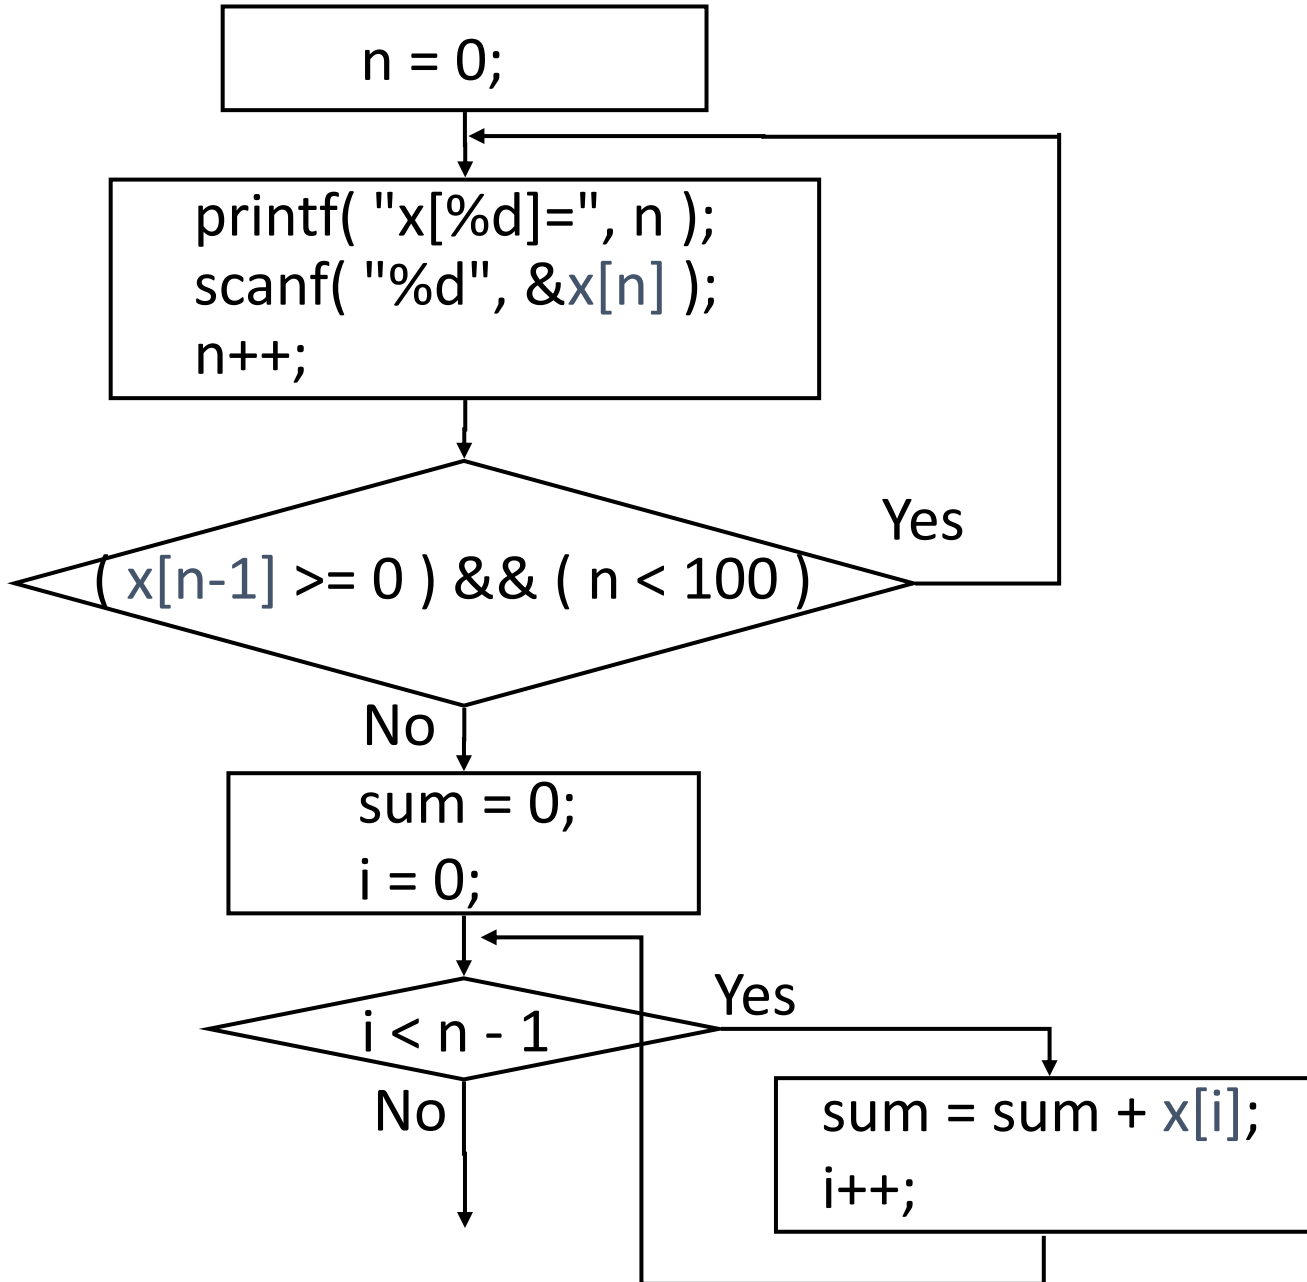 n = 0;
printf( "x[%d]=", n );
scanf( "%d", &x[n] );
n++;
( x[n-1] >= 0 ) && ( n < 100 )
Yes
No
sum = 0;
i = 0;
i < n - 1
Yes
No
sum = sum + x[i];
i++;